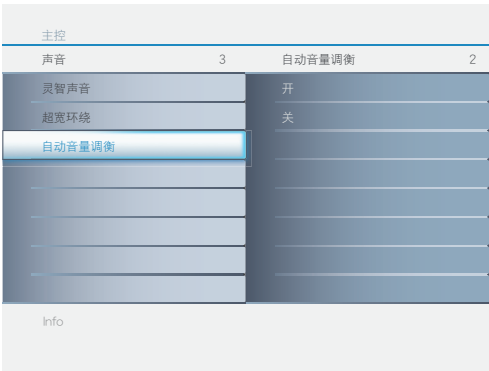 主控
声音 3 自动音量调衡 2
灵智声音 开
超宽环绕 关
自动音量调衡
Info